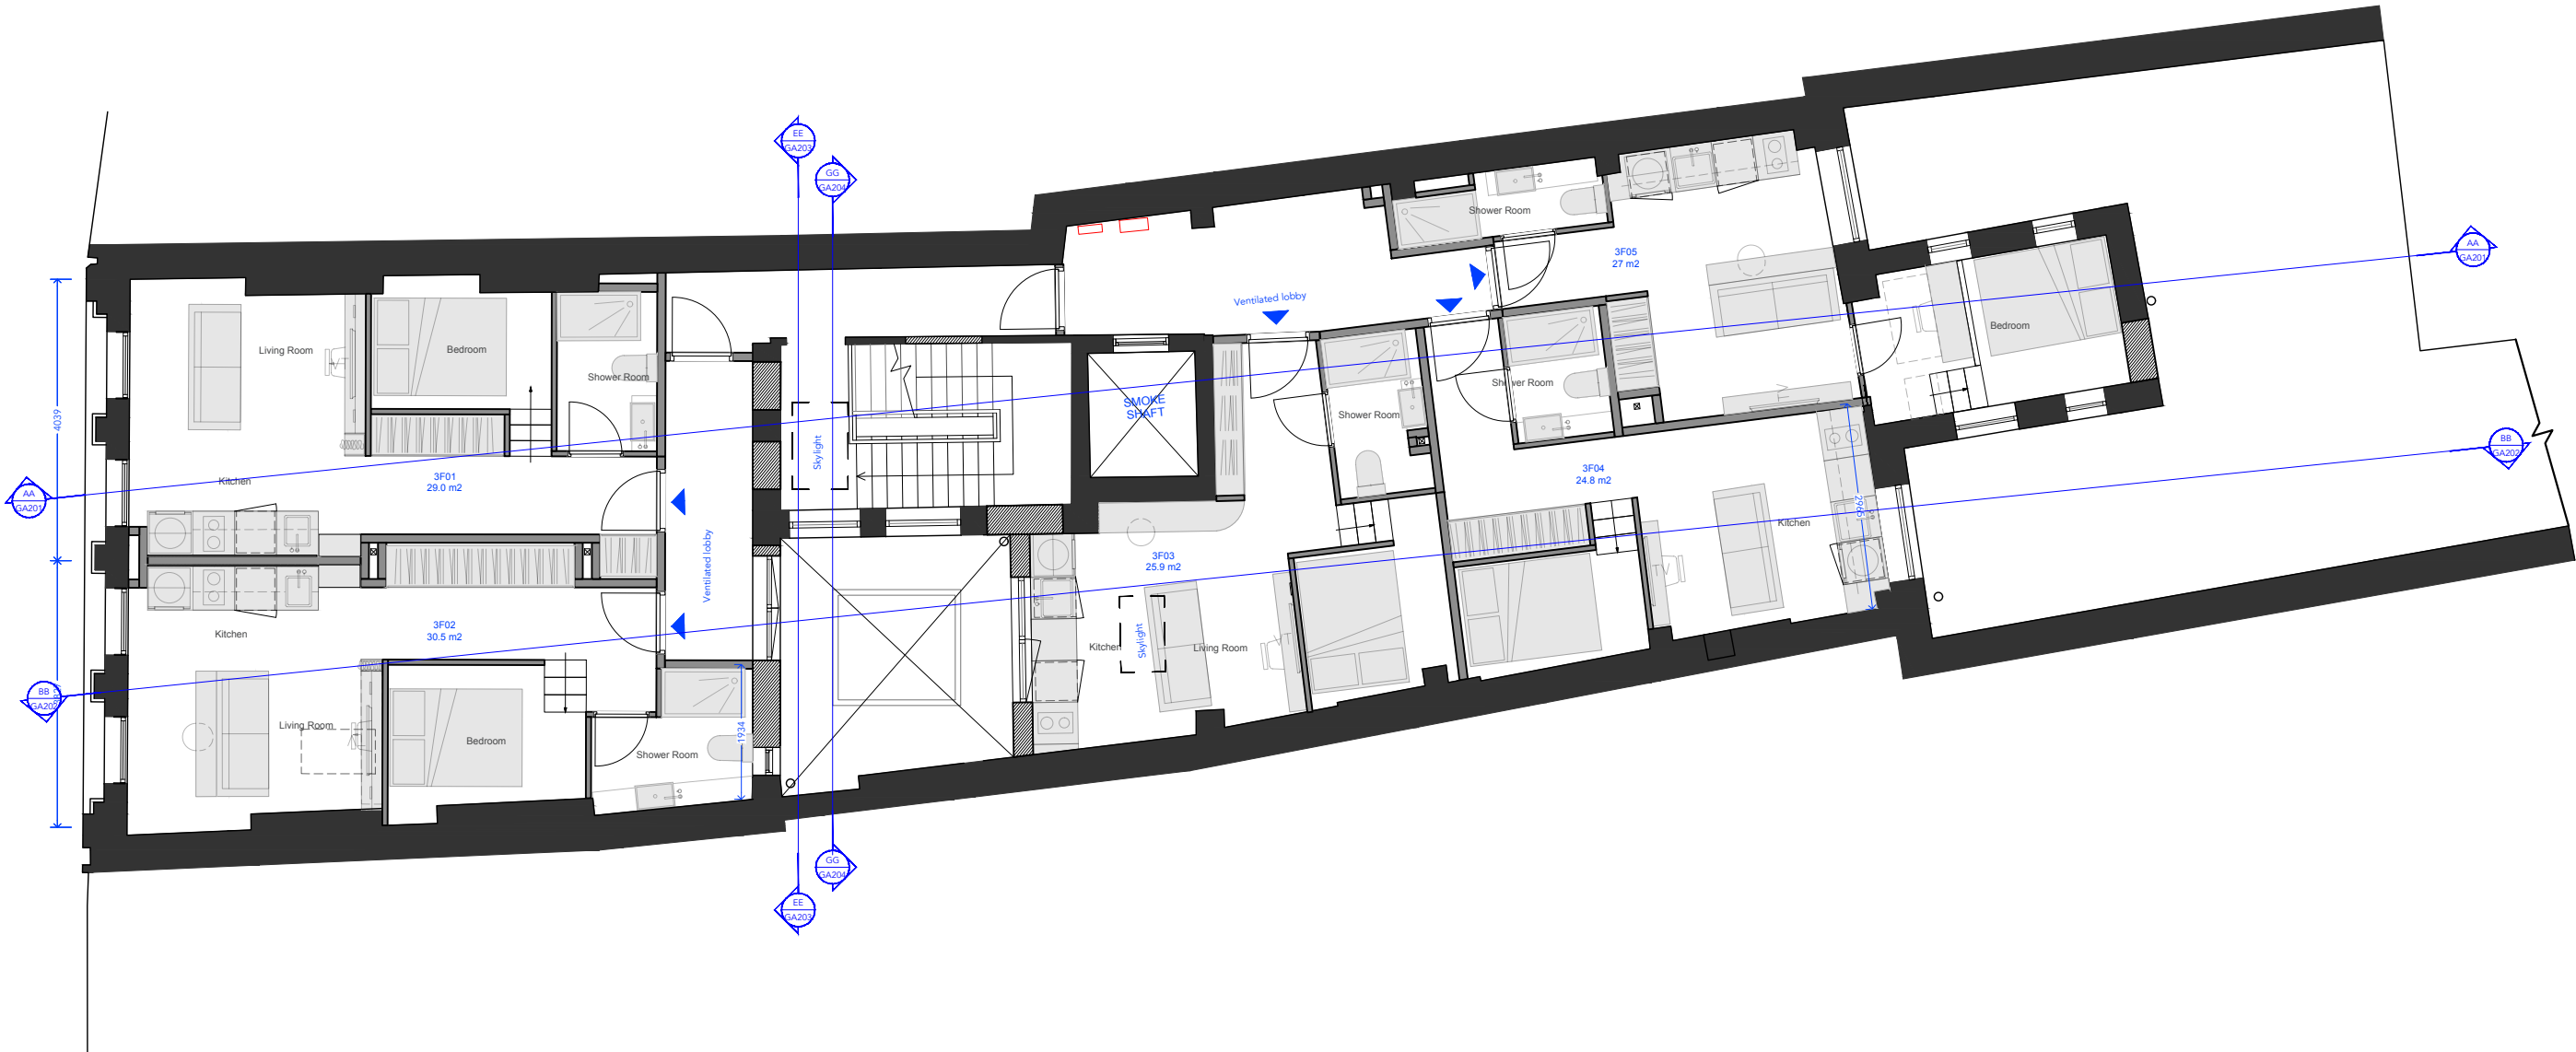 EE
GA203
GG
GA204
Shower Room
3F05
27 m2
AA
GA201
Ventilated lobby
Bedroom
Living Room
Bedroom
Shower Room
Shower Room
SMOKE
SHAFT
Shower Room
4039
Skylight
Kitchen
3F01
29.0 m2
3F04
24.8 m2
BB
GA202
AA
GA201
2965
Kitchen
Ventilated lobby
3F03
25.9 m2
3F02
30.5 m2
Kitchen
Kitchen
Skylight
Living Room
BB
GA202
Living Room
Bedroom
1934
Shower Room
GG
GA204
EE
GA203